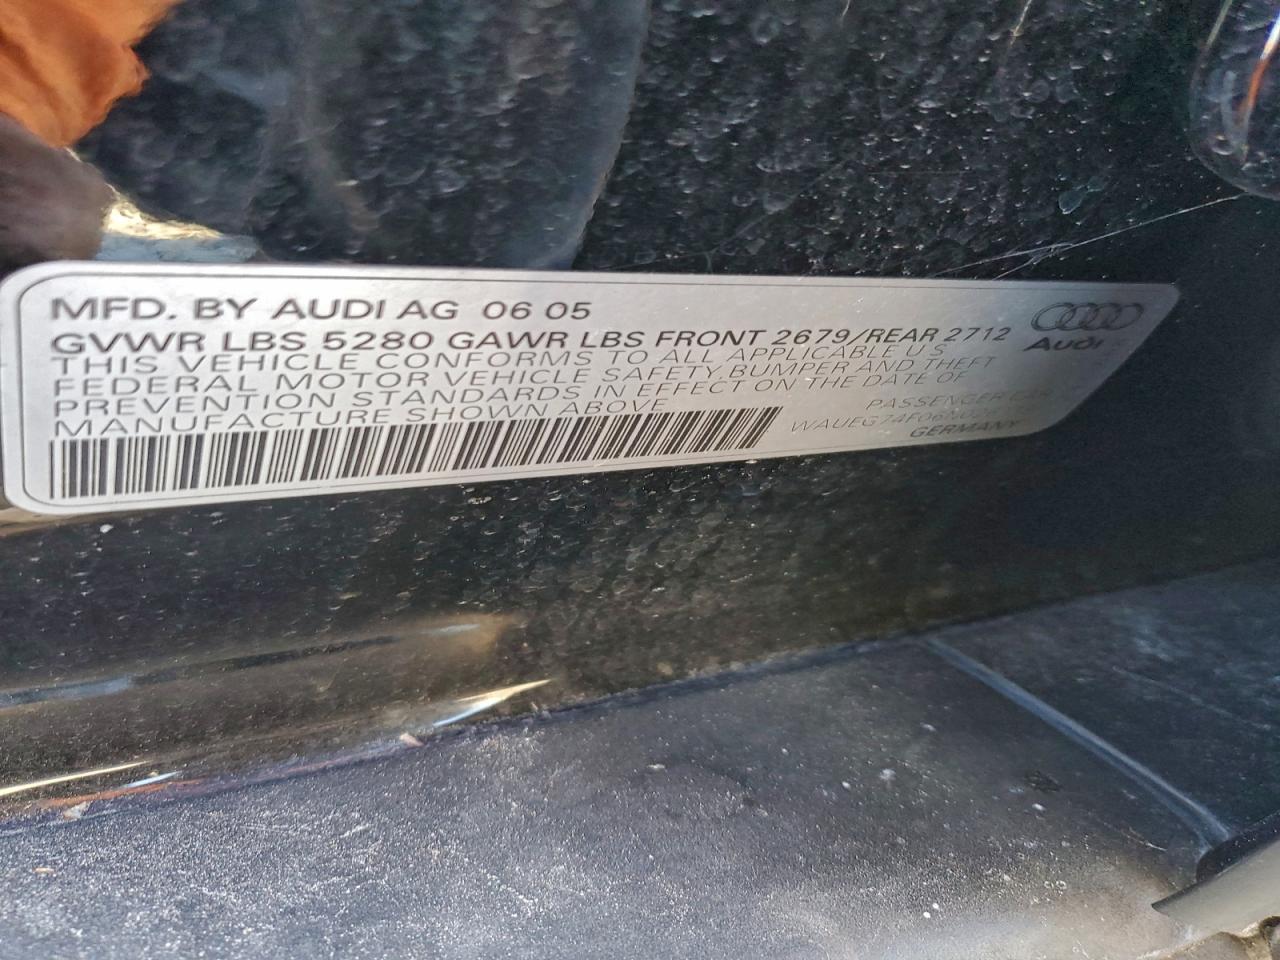 MFD. BY AUDI AG 06 05
GVWR LBS 5280 GAWR LBS FRONT 2679/REAR 2712
THIS VEHICLE CONFORMS TO ALL APPLICABLE U.S.
FEDERAL MOTOR VEHICLE SAFETY, BUMPER AND THEFT
PREVENTION STANDARDS IN EFFECT ON THE DATE OF
MANUFACTURE SHOWN ABOVE
PASSENGER CAR
GERMANY
Audi